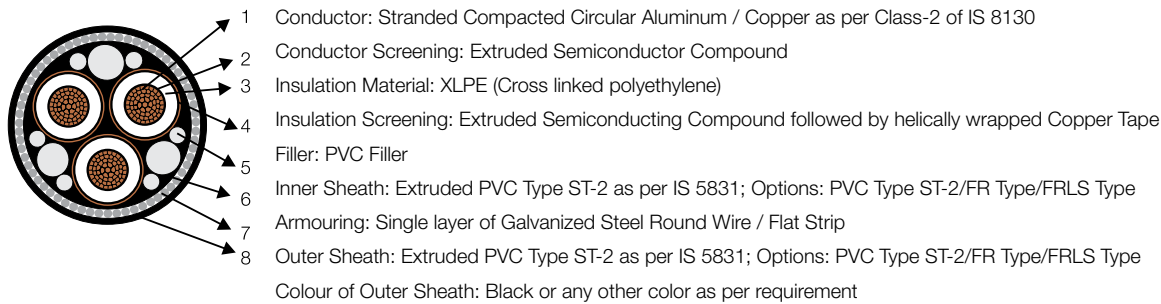 1 Conductor: Stranded Compacted Circular Aluminum / Copper as per Class-2 of IS 8130
2 Conductor Screening: Extruded Semiconductor Compound
3 Insulation Material: XLPE (Cross linked polyethylene)
4 Insulation Screening: Extruded Semiconducting Compound followed by helically wrapped Copper Tape
5 Filler: PVC Filler
6 Inner Sheath: Extruded PVC Type ST-2 as per IS 5831; Options: PVC Type ST-2/FR Type/FRLS Type
7 Armouring: Single layer of Galvanized Steel Round Wire / Flat Strip
8 Outer Sheath: Extruded PVC Type ST-2 as per IS 5831; Options: PVC Type ST-2/FR Type/FRLS Type
Colour of Outer Sheath: Black or any other color as per requirement